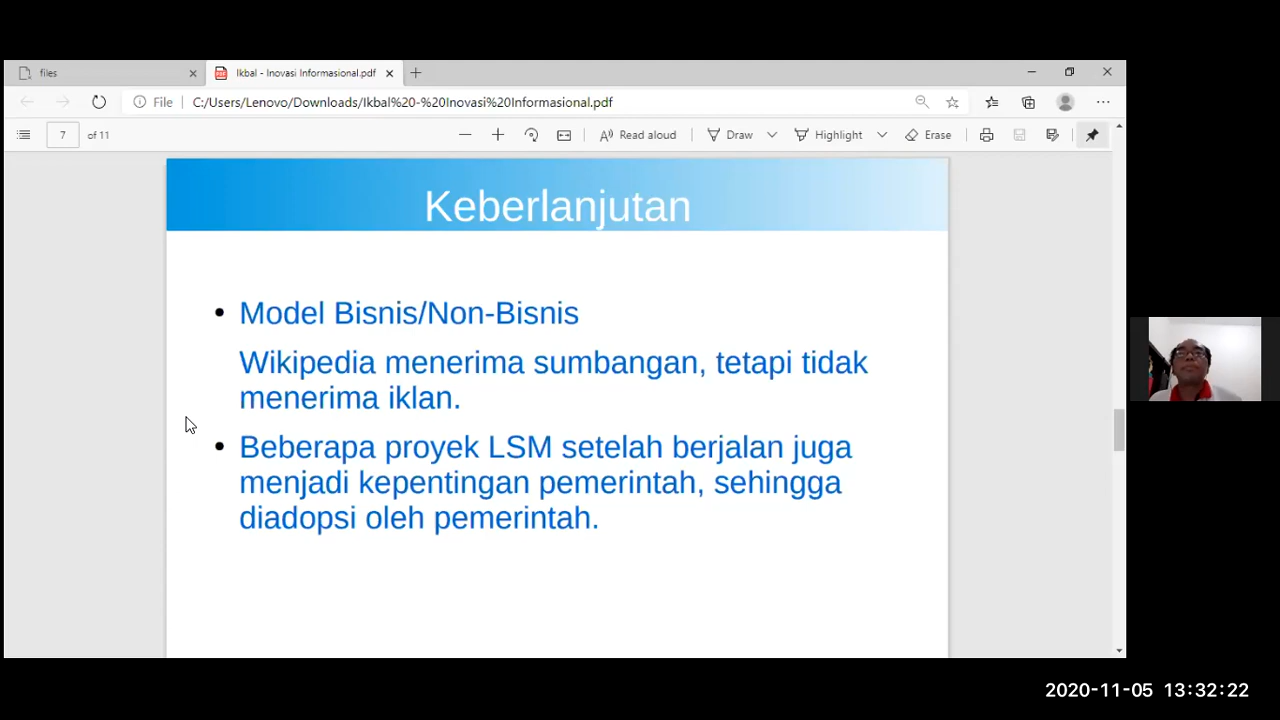 files
Ikbal - Inovasi Informasional.pdf
File
C:/Users/Lenovo/Downloads/Ikbal%20-%20Inovasi%20Informasional.pdf
7 of 11
Read aloud
Draw
Highlight
Erase
Keberlanjutan
• Model Bisnis/Non-Bisnis
Wikipedia menerima sumbangan, tetapi tidak
menerima iklan.
• Beberapa proyek LSM setelah berjalan juga
menjadi kepentingan pemerintah, sehingga
diadopsi oleh pemerintah.
2020-11-05 13:32:22